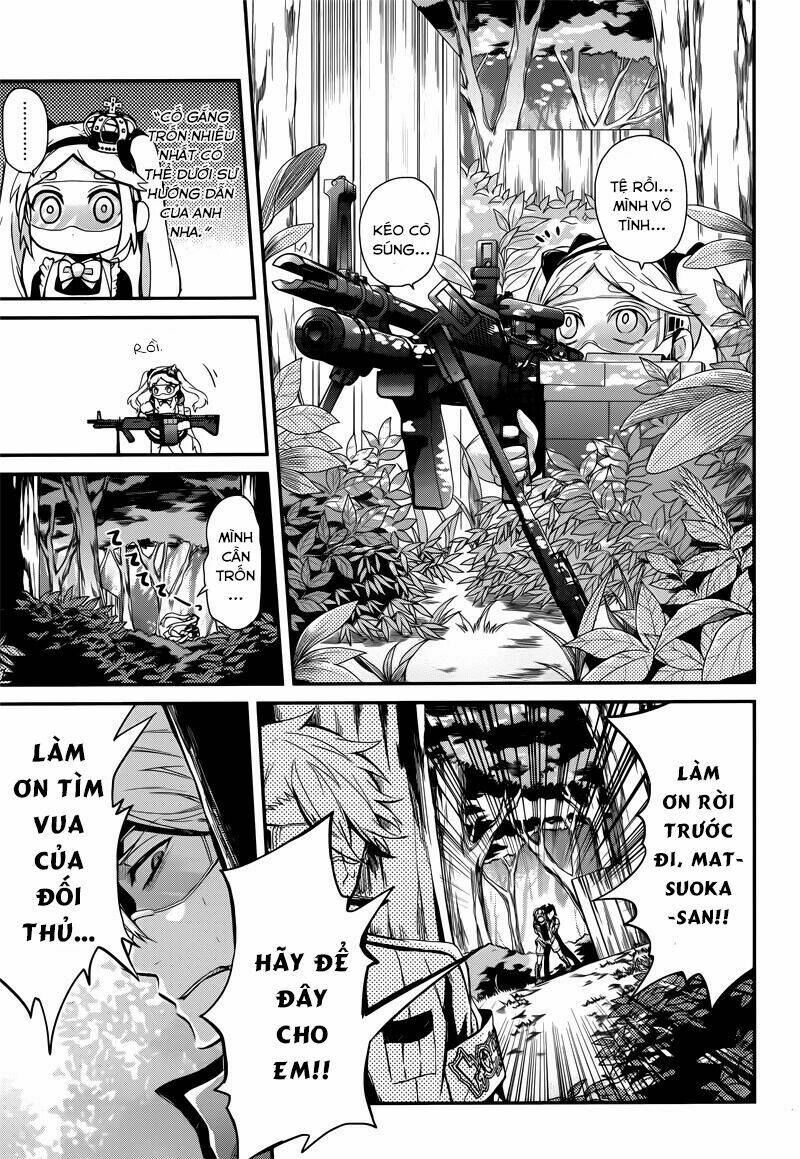 TỆ RỒI...
MÌNH VÔ
TÌNH...
KÉO CÒ
SÚNG...
"CỐ GẮNG
TRỐN NHIỀU
NHẤT CÓ
THỂ DƯỚI SỰ
HƯỚNG DẪN
CỦA ANH
NHA."
.........
RỒI.
MÌNH
CẦN
TRỐN
...
LÀM
ƠN RỜI
TRƯỚC
ĐI, MAT-
SUOKA
-SAN!!
HÃY ĐỂ
ĐÂY
CHO
EM!!
LÀM
ƠN TÌM
VUA
CỦA
ĐỐI
THỦ...